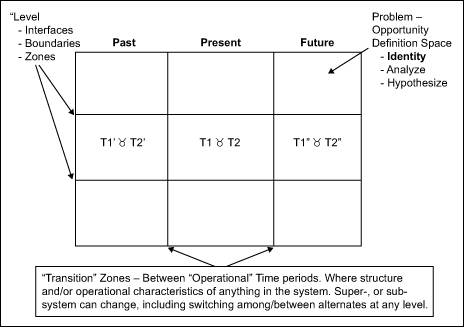 “Level
- Interfaces
- Boundaries
- Zones
Problem –
Opportunity
Definition Space
- Identity
- Analyze
- Hypothesize
Past
Present
Future
T1’ ♉ T2’
T1 ♉ T2
T1” ♉ T2”
“Transition” Zones – Between “Operational” Time periods. Where structure
and/or operational characteristics of anything in the system. Super-, or sub-
system can change, including switching among/between alternates at any level.